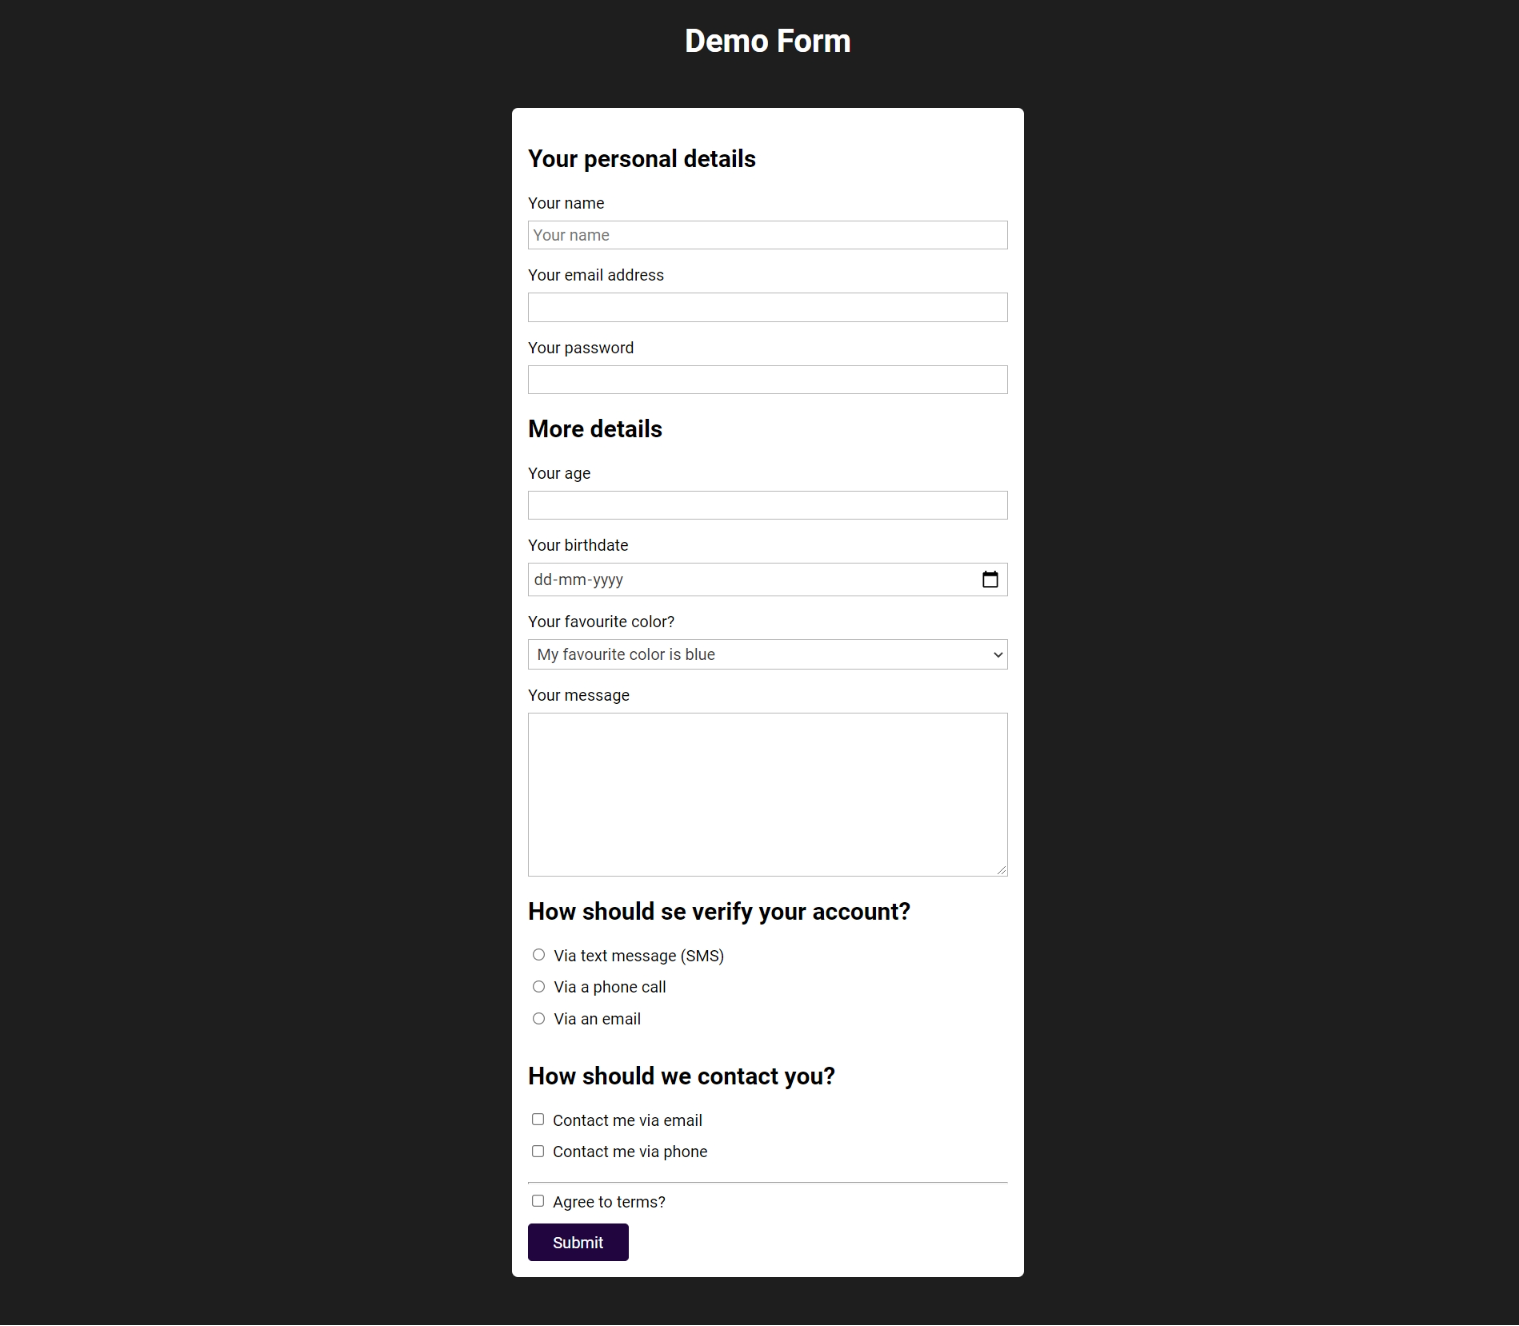 Demo Form
Your personal details
Your name
Your name
Your email address
Your password
More details
Your age
Your birthdate
dd-mm-yyyy
Your favourite color?
My favourite color is blue
Your message
How should se verify your account?
Via text message (SMS)
Via a phone call
Via an email
How should we contact you?
Contact me via email
Contact me via phone
Agree to terms?
Submit